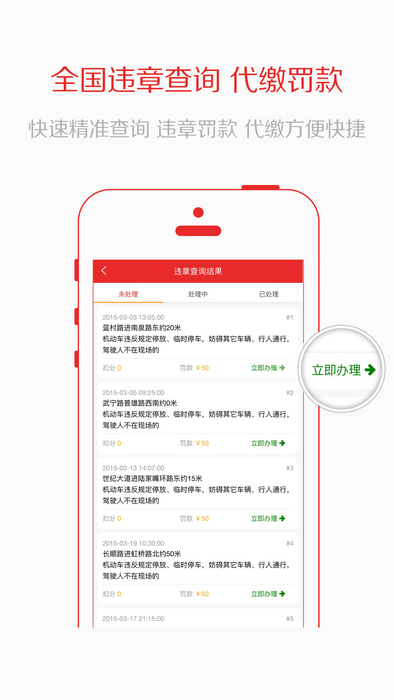 全国违章查询 代缴罚款
快速精准查询 违章罚款 代缴方便快捷
违章查询结果
未处理 处理中 已处理
2015-03-03 13:05:00 #1
蓝村路进南泉路东约20米
机动车违反规定停放、临时停车，妨碍其它车辆、行人通行，
驾驶人不在现场的
扣分 0 罚款 ¥ 50 立即办理
2015-03-05 09:25:00 #2
武宁路普雄路西南约0米
机动车违反规定停放、临时停车，妨碍其它车辆、行人通行，
驾驶人不在现场的
扣分 0 罚款 ¥ 50 立即办理
2015-03-13 14:07:00 #3
世纪大道进陆家嘴环路东约15米
机动车违反规定停放、临时停车，妨碍其它车辆、行人通行，
驾驶人不在现场的
扣分 0 罚款 ¥ 50 立即办理
2015-03-19 10:30:00 #4
长顺路进虹桥路北约50米
机动车违反规定停放、临时停车，妨碍其它车辆、行人通行，
驾驶人不在现场的
扣分 0 罚款 ¥ 50 立即办理
2015-03-17 21:15:00 #5
立即办理